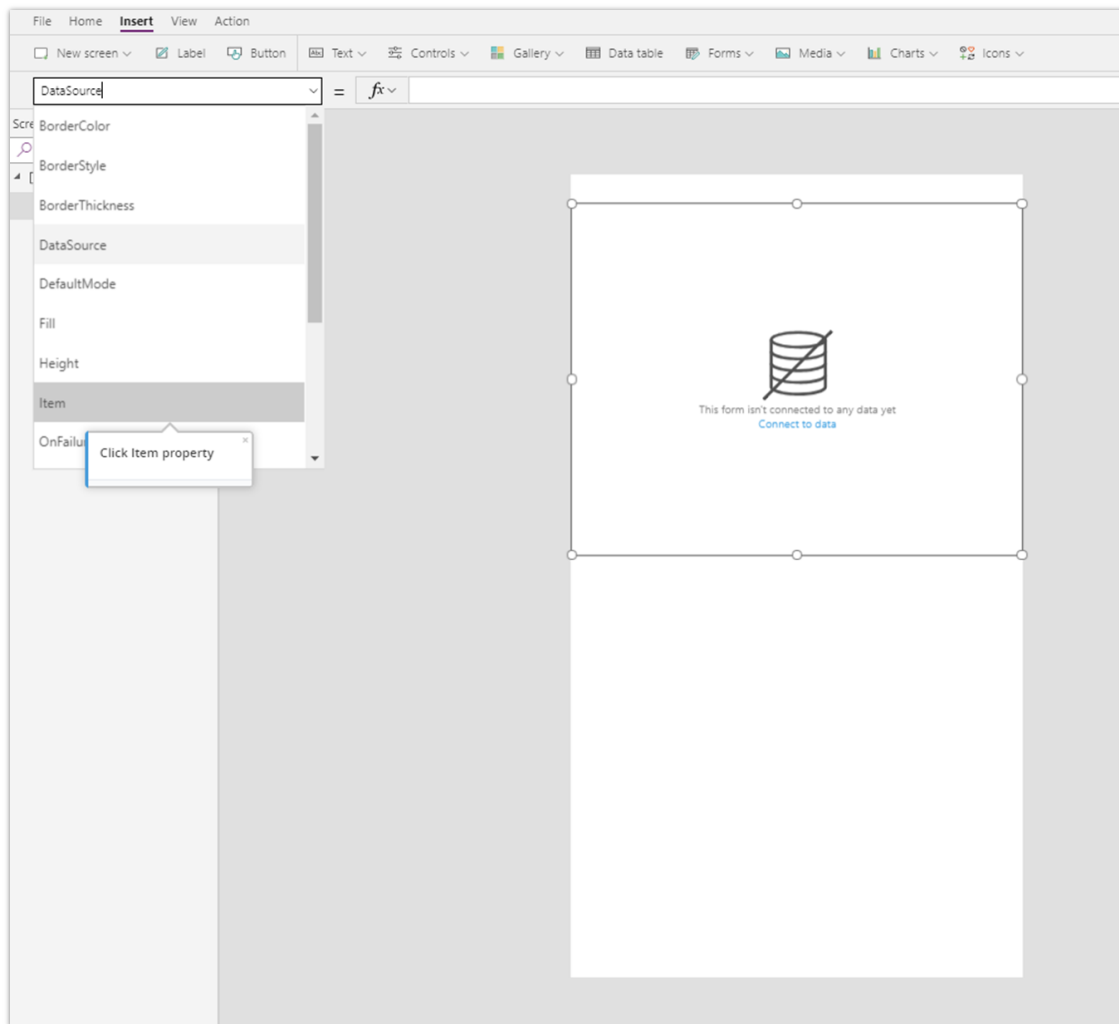 File Home Insert View Action
New screen Label Button Abc Text Controls Gallery Data table Forms Media Charts Icons
DataSource = fx
Scre
BorderColor
BorderStyle
BorderThickness
DataSource
DefaultMode
Fill
Height
Item
OnFailu
Click Item property
This form isn't connected to any data yet
Connect to data